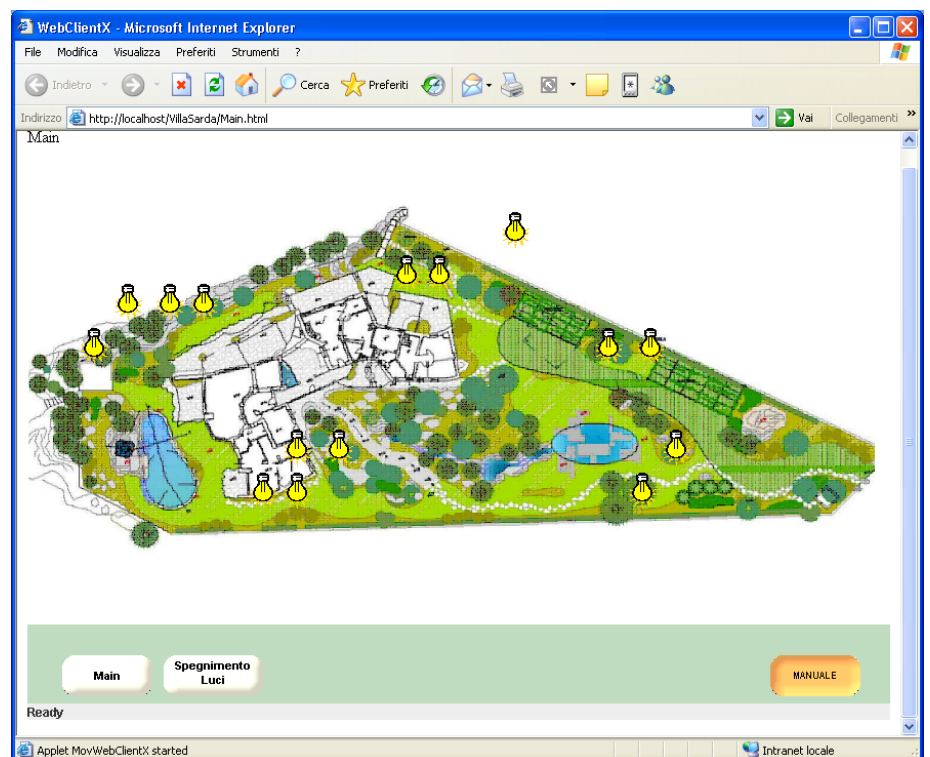 WebClientX - Microsoft Internet Explorer
File Modifica Visualizza Preferiti Strumenti ?
Indietro Cerca Preferiti
Indirizzo http://localhost/VillaSarda/Main.html Vai Collegamenti »
Main
Main
Spegnimento
Luci
MANUALE
Ready
Applet MovWebClientX started Intranet locale